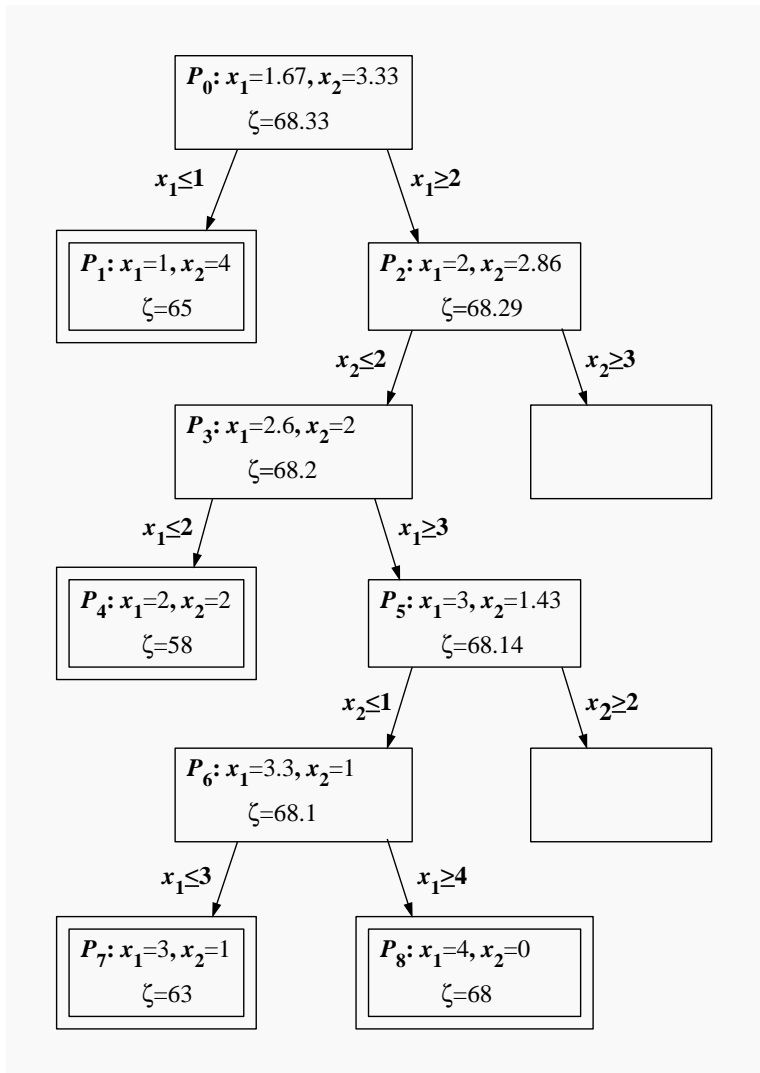 P0: x1=1.67, x2=3.33
ζ=68.33
x1≤1
x1≥2
P1: x1=1, x2=4
ζ=65
P2: x1=2, x2=2.86
ζ=68.29
x2≤2
x2≥3
P3: x1=2.6, x2=2
ζ=68.2
x1≤2
x1≥3
P4: x1=2, x2=2
ζ=58
P5: x1=3, x2=1.43
ζ=68.14
x2≤1
x2≥2
P6: x1=3.3, x2=1
ζ=68.1
x1≤3
x1≥4
P7: x1=3, x2=1
ζ=63
P8: x1=4, x2=0
ζ=68